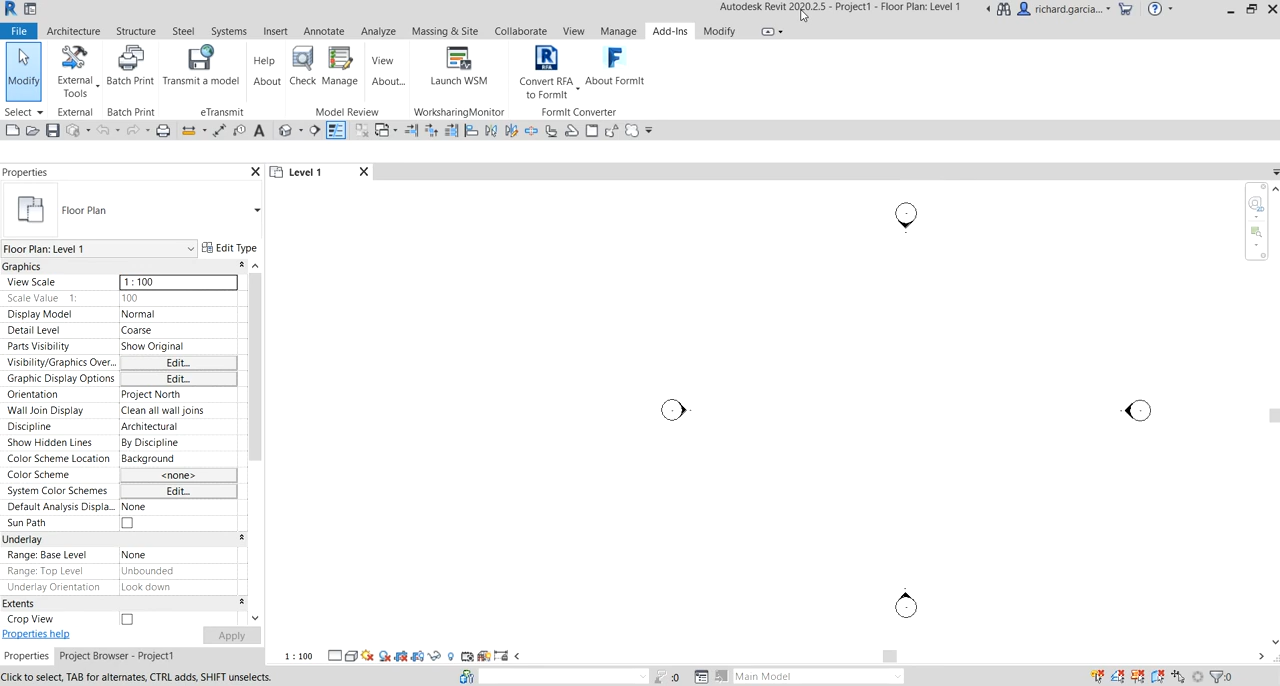 Autodesk Revit 2020.2.5 - Project1 - Floor Plan: Level 1
richard.garcia...
File Architecture Structure Steel Systems Insert Annotate Analyze Massing & Site Collaborate View Manage Add-Ins Modify
Modify
External
Tools
Batch Print
Transmit a model
Help
About
Check
Manage
View
About...
Launch WSM
Convert RFA
to FormIt
About FormIt
Select
External
Batch Print
eTransmit
Model Review
WorksharingMonitor
FormIt Converter
Properties
Level 1
Floor Plan
Floor Plan: Level 1
Edit Type
Graphics
View Scale 1 : 100
Scale Value 1: 100
Display Model Normal
Detail Level Coarse
Parts Visibility Show Original
Visibility/Graphics Over... Edit...
Graphic Display Options Edit...
Orientation Project North
Wall Join Display Clean all wall joins
Discipline Architectural
Show Hidden Lines By Discipline
Color Scheme Location Background
Color Scheme <none>
System Color Schemes Edit...
Default Analysis Displa... None
Sun Path
Underlay
Range: Base Level None
Range: Top Level Unbounded
Underlay Orientation Look down
Extents
Crop View
Properties help
Apply
Properties
Project Browser - Project1
1 : 100
Click to select, TAB for alternates, CTRL adds, SHIFT unselects.
:0
Main Model
:0